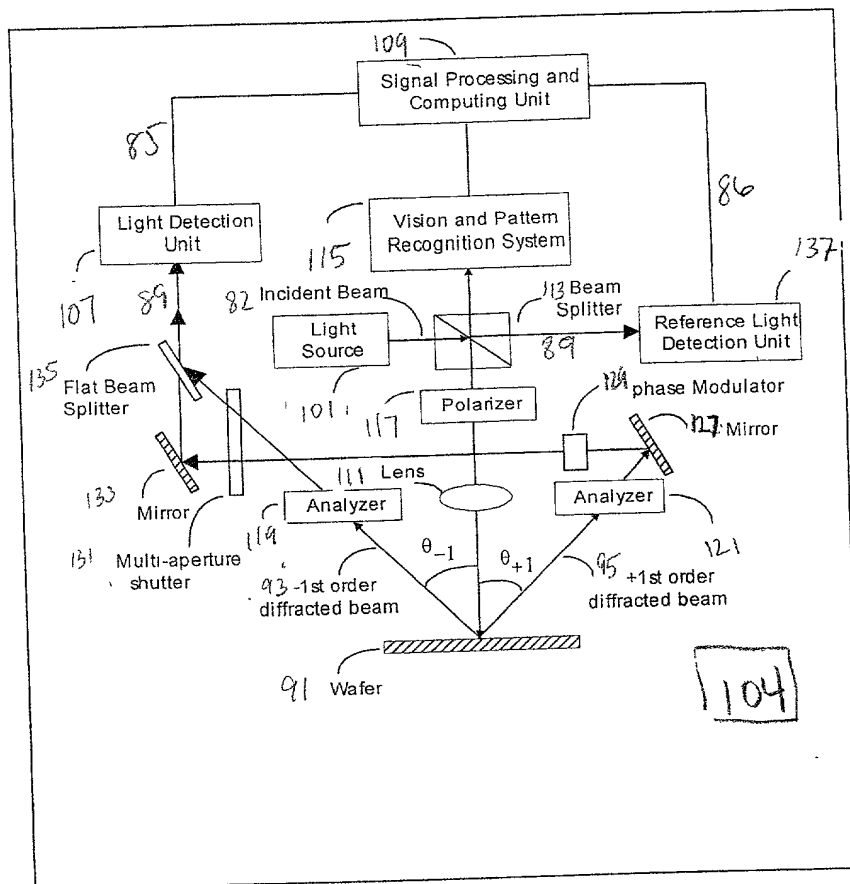 109
Signal Processing and
Computing Unit
85
86
Light Detection
Unit
107
89
115
Vision and Pattern
Recognition System
137
Reference Light
Detection Unit
82
Incident Beam
113 Beam
Splitter
89
Light
Source
101
135
Flat Beam
Splitter
117
Polarizer
129 phase Modulator
127 Mirror
133
Mirror
111 Lens
119
Analyzer
Analyzer
121
131
Multi-aperture
shutter
θ-1
θ+1
93 -1st order
diffracted beam
95 +1st order
diffracted beam
91 Wafer
104